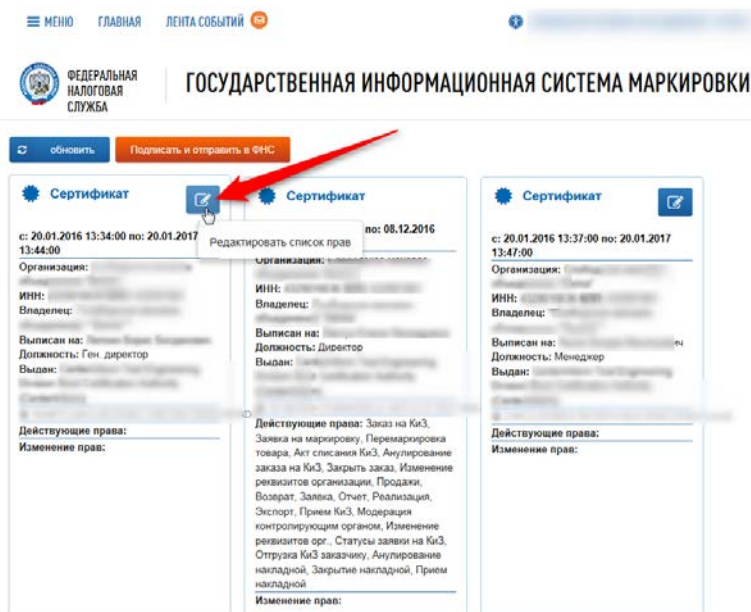 МЕНЮ ГЛАВНАЯ ЛЕНТА СОБЫТИЙ
ФЕДЕРАЛЬНАЯ
НАЛОГОВАЯ
СЛУЖБА
ГОСУДАРСТВЕННАЯ ИНФОРМАЦИОННАЯ СИСТЕМА МАРКИРОВКИ
обновить Подписать и отправить в ФНС
Сертификат
с: 20.01.2016 13:34:00 по: 20.01.2017
13:44:00
Редактировать список прав
Организация:
ИНН:
Владелец:
Выписан на:
Должность: Ген. директор
Выдан:
Действующие права:
Изменение прав:
Сертификат
по: 08.12.2016
Организация:
ИНН:
Владелец:
Выписан на:
Должность: Директор
Выдан:
Действующие права: Заказ на КиЗ,
Заявка на маркировку, Перемаркировка
товара, Акт списания КиЗ, Анулирование
заказа на КиЗ, Закрыть заказ, Изменение
реквизитов организации, Продажи,
Возврат, Заявка, Отчет, Реализация,
Экспорт, Прием КиЗ, Модерация
контролирующим органом, Изменение
реквизитов орг., Статусы заявки на КиЗ,
Отгрузка КиЗ заказчику, Анулирование
накладной, Закрытие накладной, Прием
накладной
Изменение прав:
Сертификат
с: 20.01.2016 13:37:00 по: 20.01.2017
13:47:00
Организация:
ИНН:
Владелец:
Выписан на:
Должность: Менеджер
Выдан:
Действующие права:
Изменение прав: